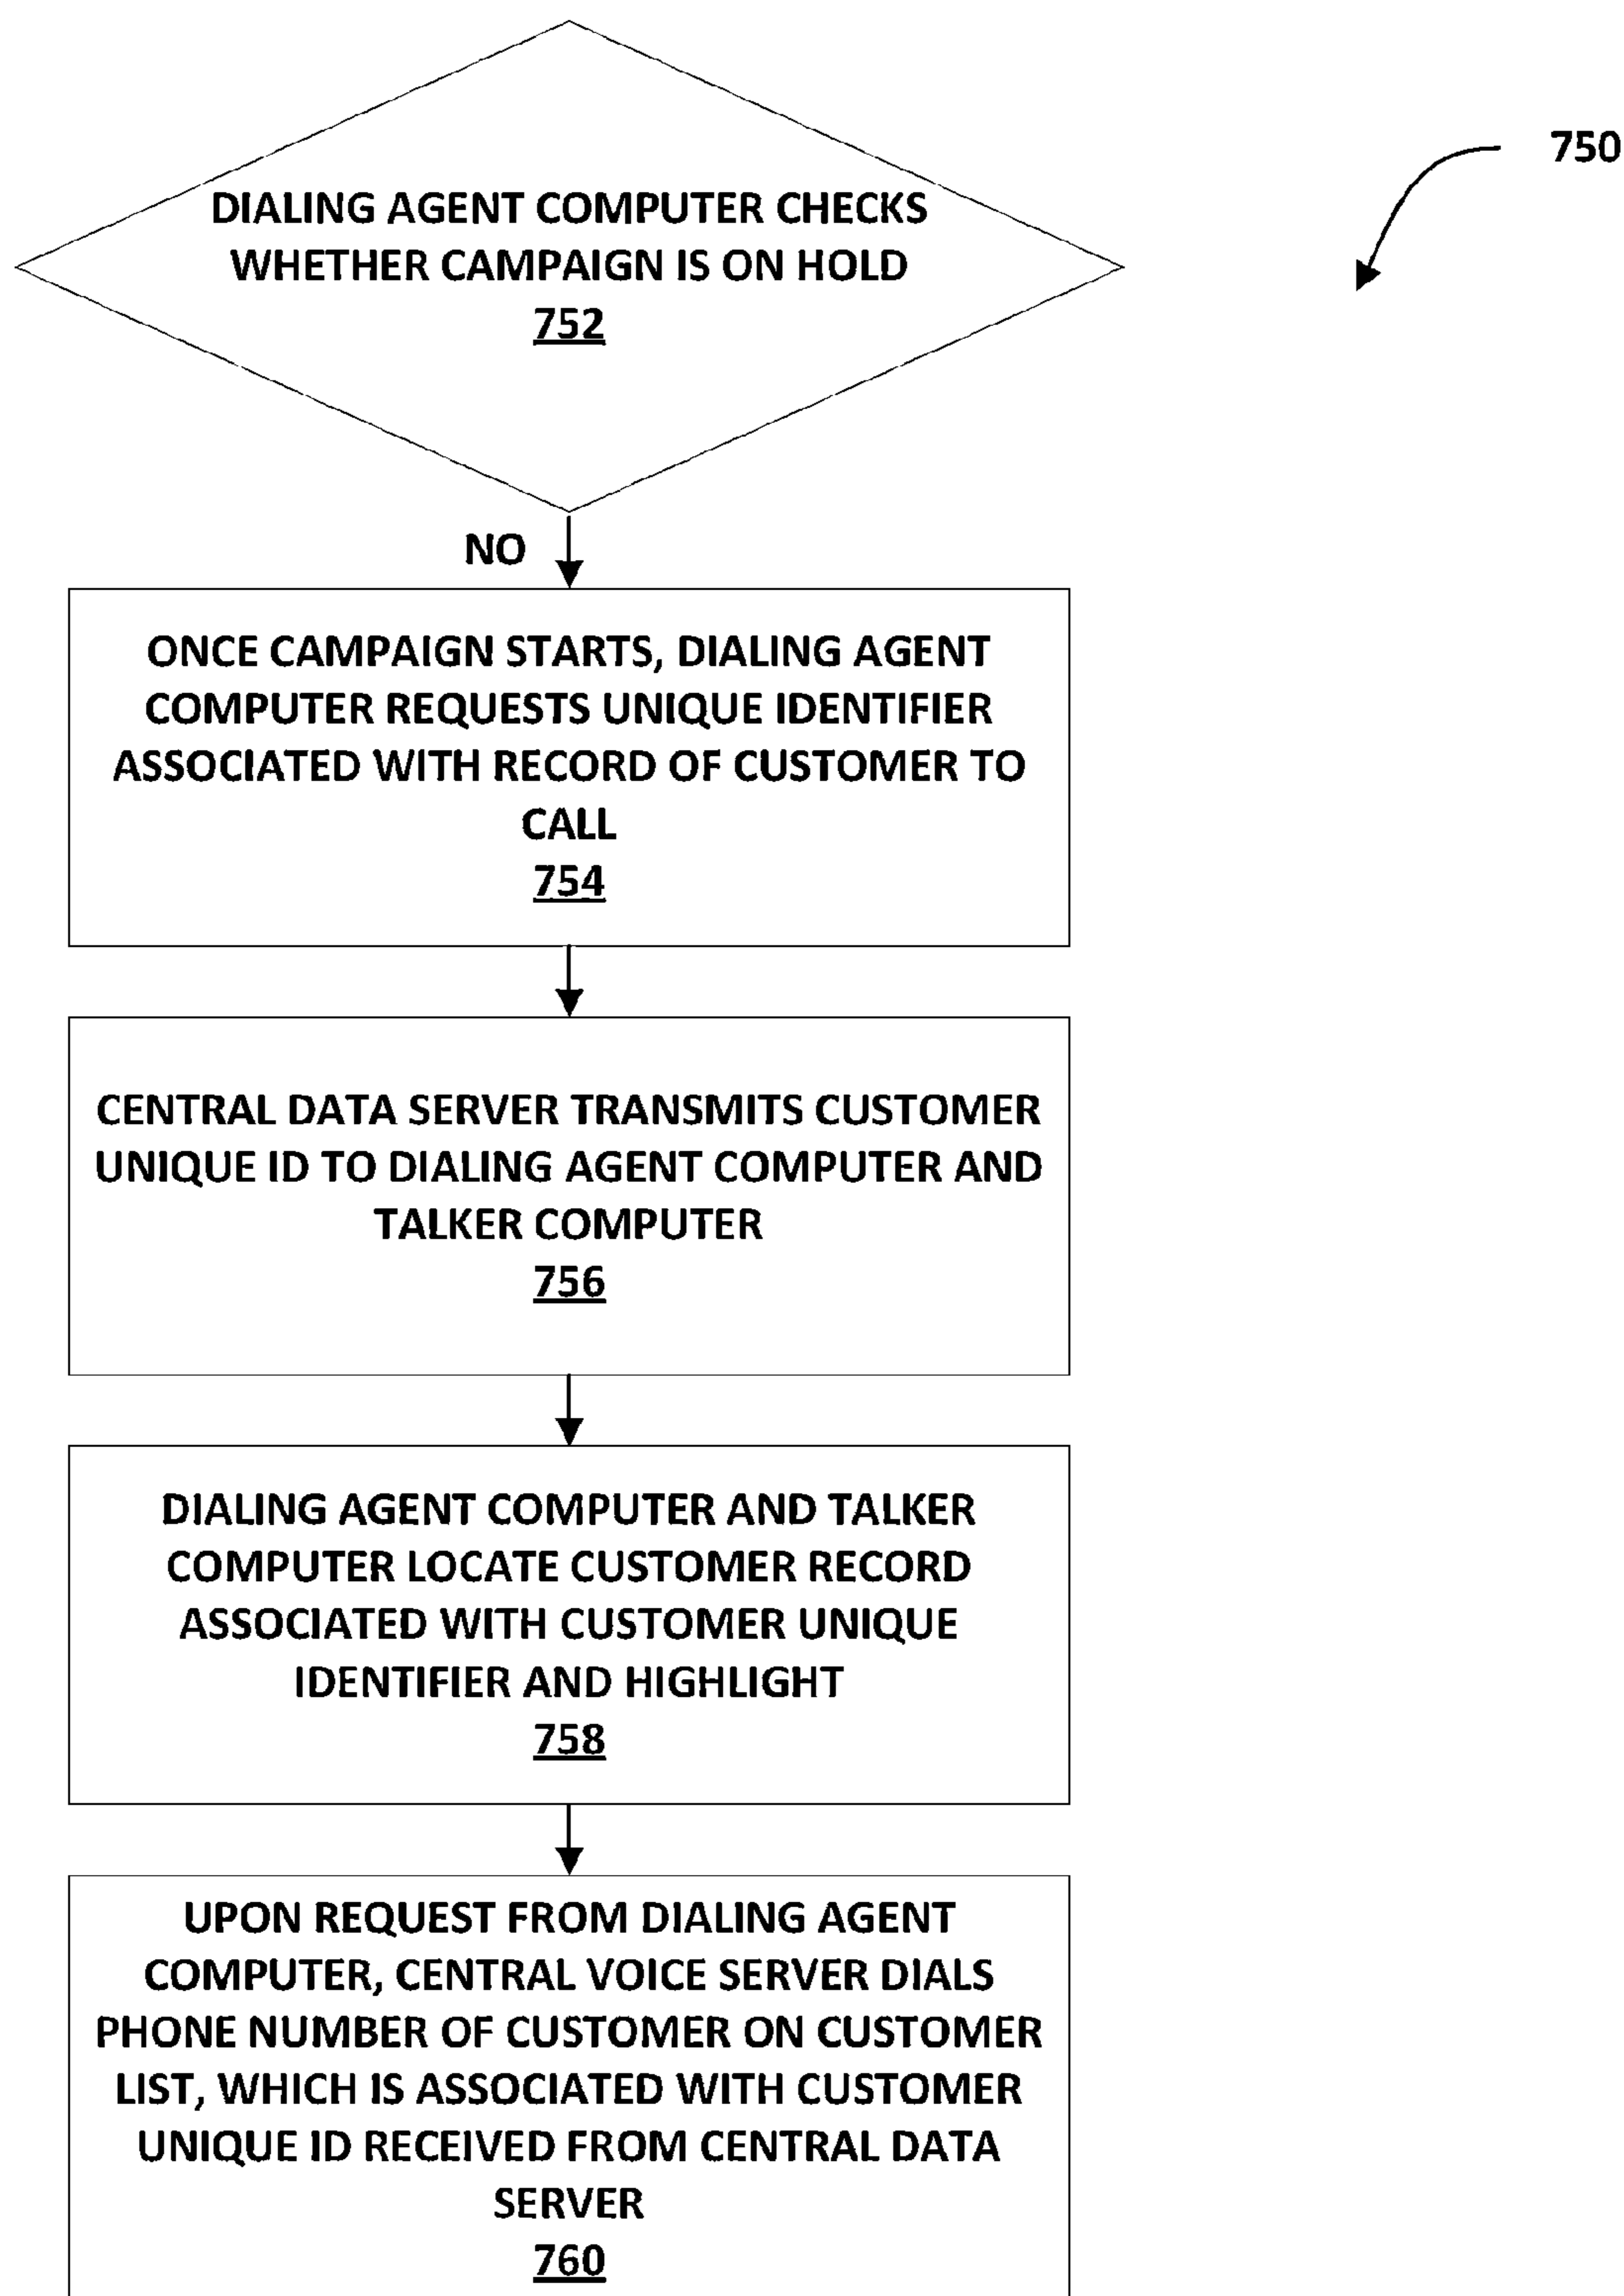 DIALING AGENT COMPUTER CHECKS
WHETHER CAMPAIGN IS ON HOLD
752
750
NO
ONCE CAMPAIGN STARTS, DIALING AGENT
COMPUTER REQUESTS UNIQUE IDENTIFIER
ASSOCIATED WITH RECORD OF CUSTOMER TO
CALL
754
CENTRAL DATA SERVER TRANSMITS CUSTOMER
UNIQUE ID TO DIALING AGENT COMPUTER AND
TALKER COMPUTER
756
DIALING AGENT COMPUTER AND TALKER
COMPUTER LOCATE CUSTOMER RECORD
ASSOCIATED WITH CUSTOMER UNIQUE
IDENTIFIER AND HIGHLIGHT
758
UPON REQUEST FROM DIALING AGENT
COMPUTER, CENTRAL VOICE SERVER DIALS
PHONE NUMBER OF CUSTOMER ON CUSTOMER
LIST, WHICH IS ASSOCIATED WITH CUSTOMER
UNIQUE ID RECEIVED FROM CENTRAL DATA
SERVER
760